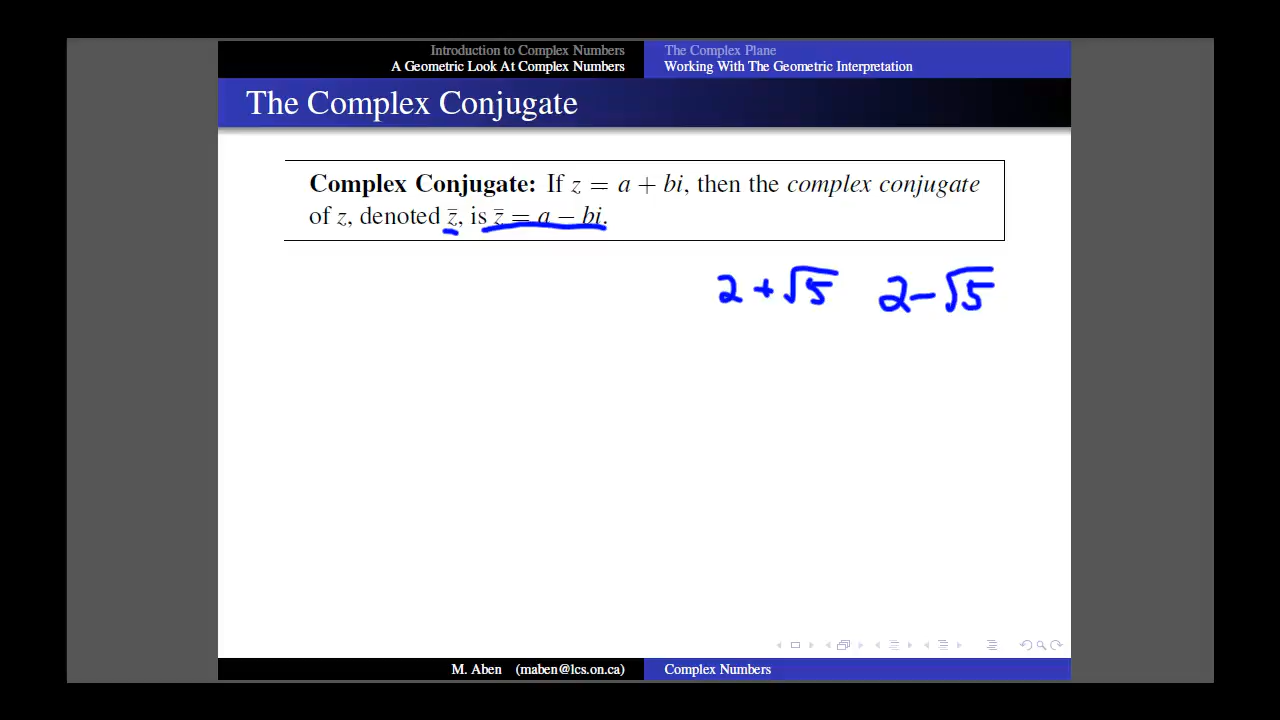 Introduction to Complex Numbers The Complex Plane
A Geometric Look At Complex Numbers Working With The Geometric Interpretation
The Complex Conjugate
Complex Conjugate: If z = a + bi, then the complex conjugate
of z, denoted z̄, is z̄ = a − bi.
2 + √5 2 − √5
M. Aben (maben@lcs.on.ca) Complex Numbers